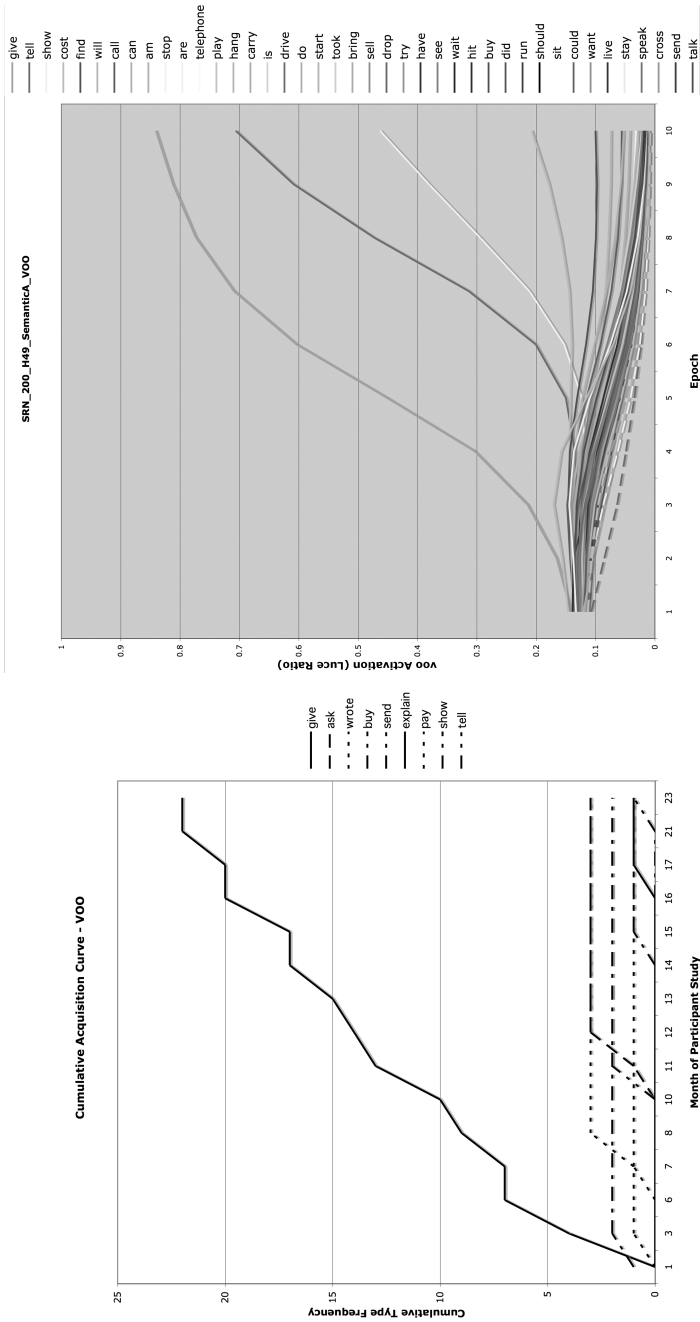 Cumulative Acquisition Curve - VOO
Cumulative Type Frequency
25
20
15
10
5
0
1
3
6
7
8
10
11
12
13
14
15
16
17
21
23
Month of Participant Study
give
ask
wrote
buy
send
explain
pay
show
tell
SRN_200_H49_SemanticA_VOO
voo Activation (Luce Ratio)
1
0.9
0.8
0.7
0.6
0.5
0.4
0.3
0.2
0.1
0
1
2
3
4
5
6
7
8
9
10
Epoch
give
tell
show
cost
find
will
call
can
am
stop
are
telephone
play
hang
carry
is
drive
do
start
took
bring
sell
drop
try
have
see
wait
hit
buy
did
run
should
sit
could
want
live
stay
speak
cross
send
talk